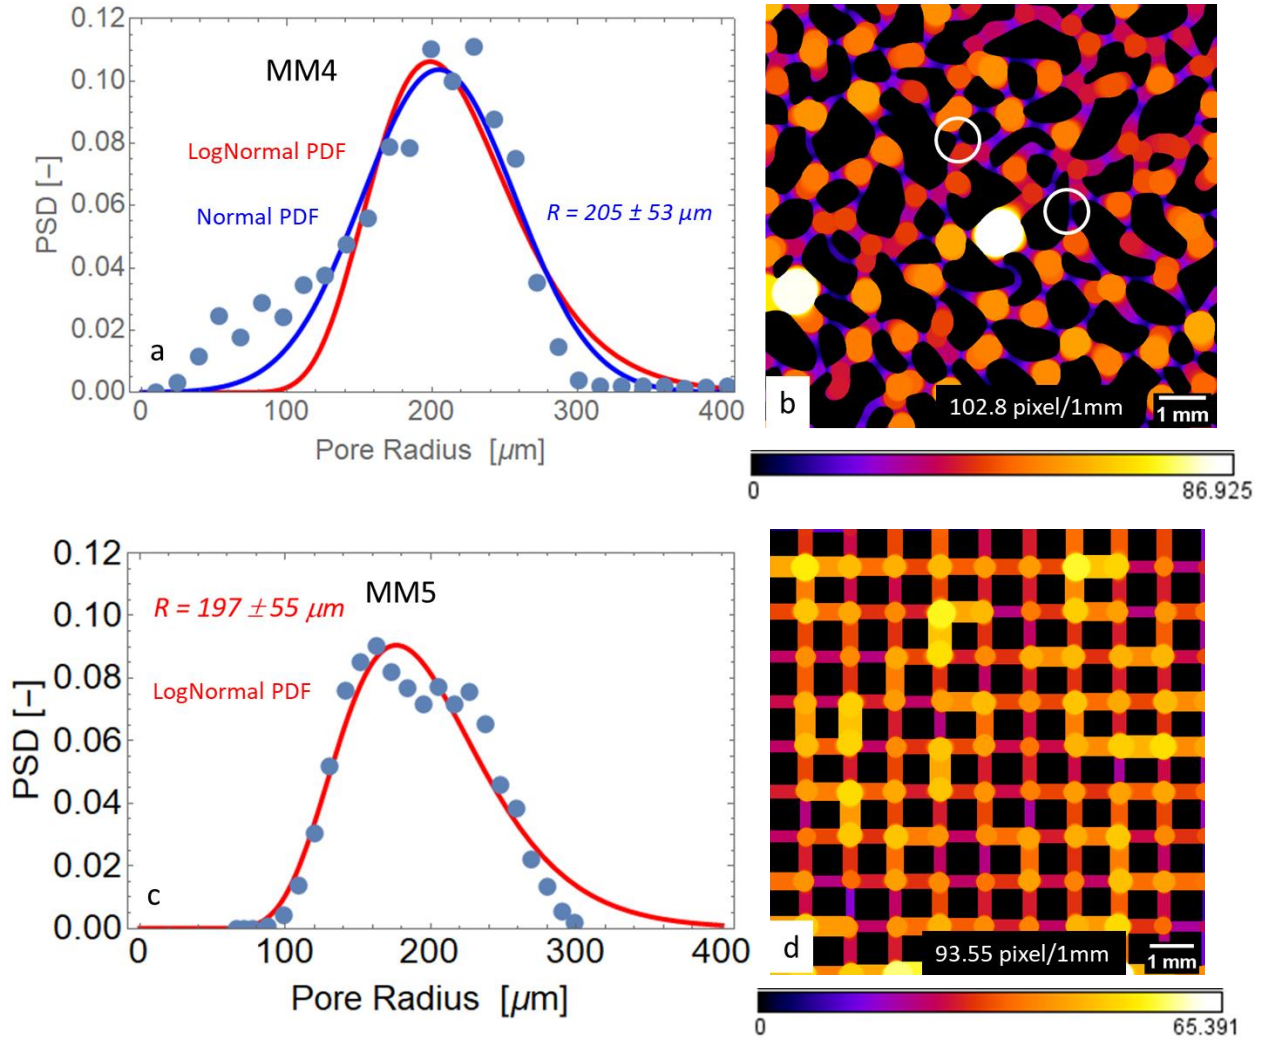 0.12
0.10
0.08
0.06
0.04
0.02
0.00
PSD [−]
MM4
LogNormal PDF
Normal PDF
R = 205 ± 53 µm
a
0 100 200 300 400
Pore Radius [µm]
b
102.8 pixel/1mm
1 mm
0 86.925
0.12
0.10
0.08
0.06
0.04
0.02
0.00
PSD [−]
MM5
R = 197 ± 55 µm
LogNormal PDF
c
0 100 200 300 400
Pore Radius [µm]
d
93.55 pixel/1mm
1 mm
0 65.391